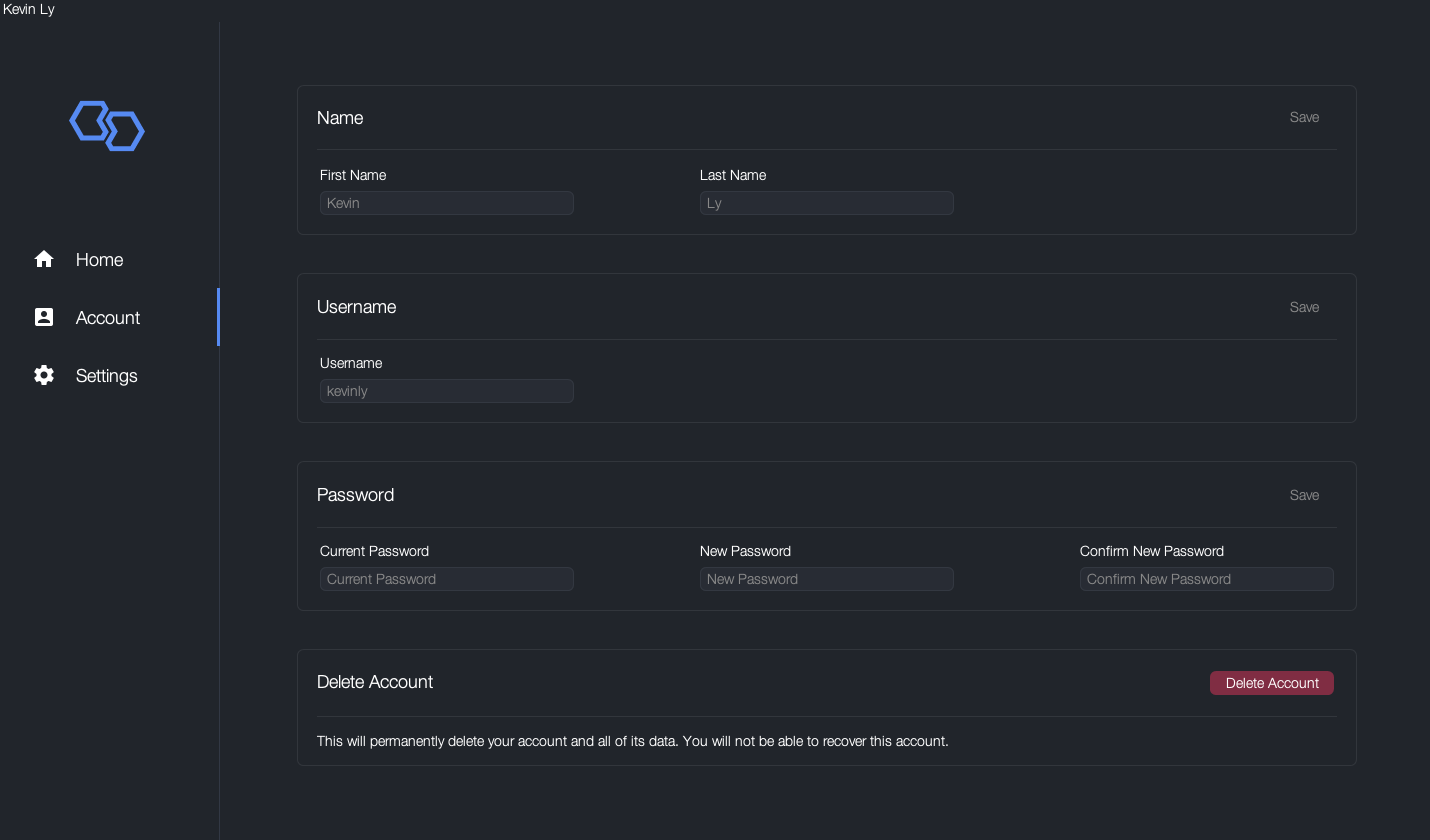 Kevin Ly
Home
Account
Settings
Name
Save
First Name
Last Name
Kevin
Ly
Username
Save
Username
kevinly
Password
Save
Current Password
New Password
Confirm New Password
Current Password
New Password
Confirm New Password
Delete Account
Delete Account
This will permanently delete your account and all of its data. You will not be able to recover this account.